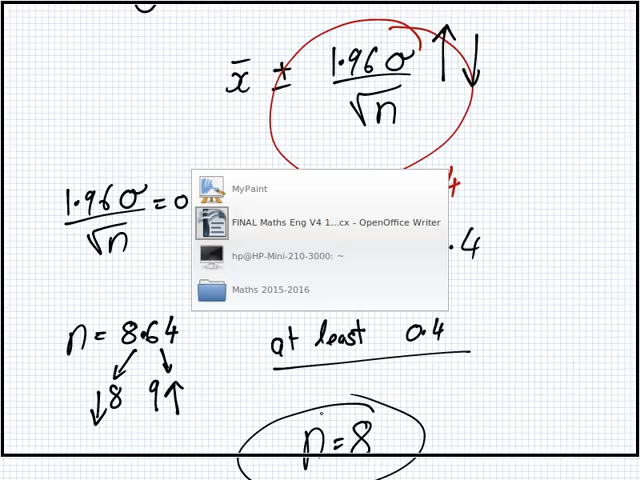 x̄ ± 1.96σ/√n ↑ ↓
1.96σ/√n = 0
4
.4
MyPaint
FINAL Maths Eng V4 1...cx - OpenOffice Writer
hp@HP-Mini-210-3000: ~
Maths 2015-2016
n = 8.64
at least 0.4
↓ 8 9 ↑
n = 8